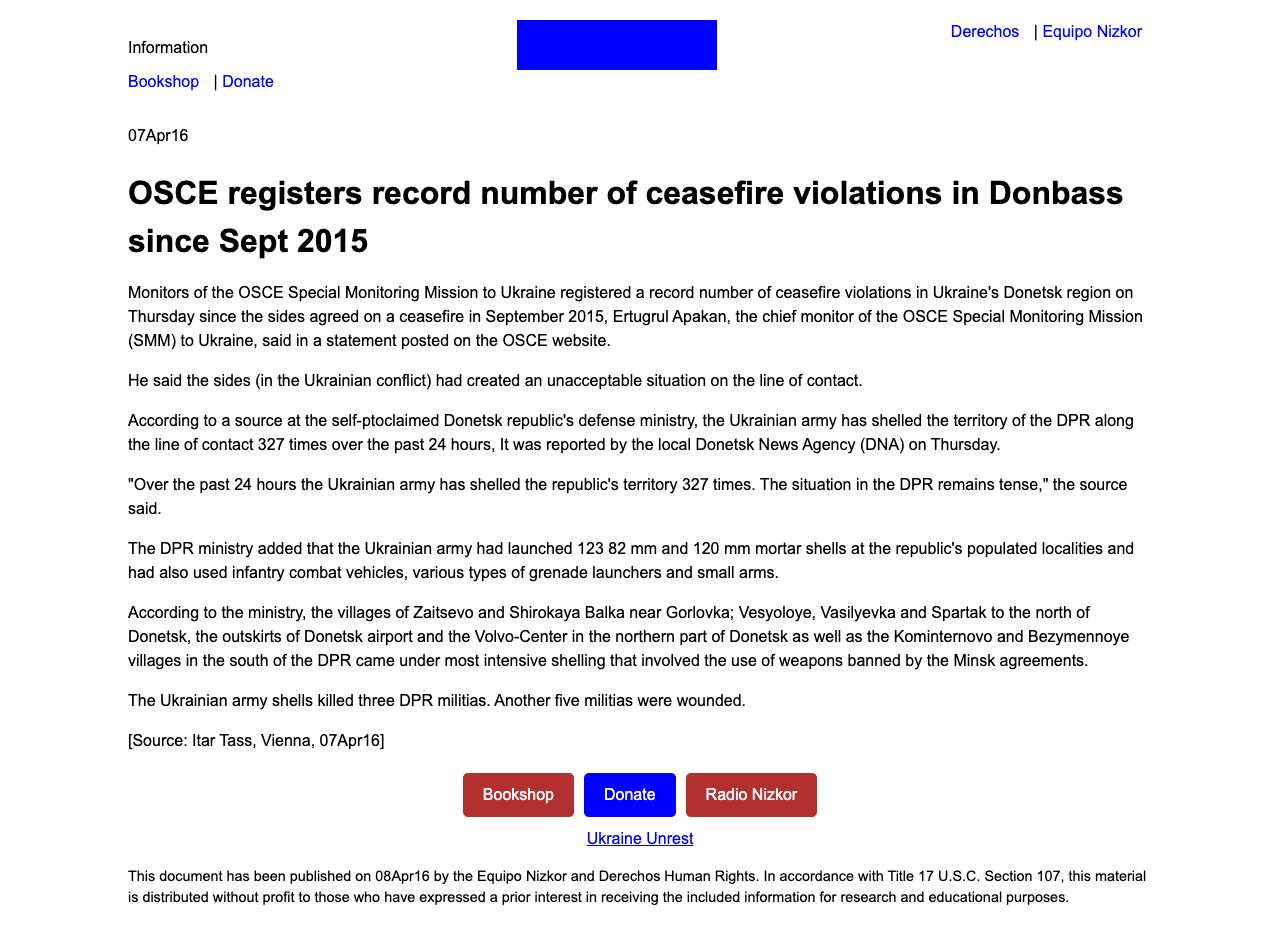 Information
Bookshop | Donate
Derechos | Equipo Nizkor
07Apr16
OSCE registers record number of ceasefire violations in Donbass
since Sept 2015
Monitors of the OSCE Special Monitoring Mission to Ukraine registered a record number of ceasefire violations in Ukraine's Donetsk region on
Thursday since the sides agreed on a ceasefire in September 2015, Ertugrul Apakan, the chief monitor of the OSCE Special Monitoring Mission
(SMM) to Ukraine, said in a statement posted on the OSCE website.
He said the sides (in the Ukrainian conflict) had created an unacceptable situation on the line of contact.
According to a source at the self-ptoclaimed Donetsk republic's defense ministry, the Ukrainian army has shelled the territory of the DPR along
the line of contact 327 times over the past 24 hours, It was reported by the local Donetsk News Agency (DNA) on Thursday.
"Over the past 24 hours the Ukrainian army has shelled the republic's territory 327 times. The situation in the DPR remains tense," the source
said.
The DPR ministry added that the Ukrainian army had launched 123 82 mm and 120 mm mortar shells at the republic's populated localities and
had also used infantry combat vehicles, various types of grenade launchers and small arms.
According to the ministry, the villages of Zaitsevo and Shirokaya Balka near Gorlovka; Vesyoloye, Vasilyevka and Spartak to the north of
Donetsk, the outskirts of Donetsk airport and the Volvo-Center in the northern part of Donetsk as well as the Kominternovo and Bezymennoye
villages in the south of the DPR came under most intensive shelling that involved the use of weapons banned by the Minsk agreements.
The Ukrainian army shells killed three DPR militias. Another five militias were wounded.
[Source: Itar Tass, Vienna, 07Apr16]
Bookshop Donate Radio Nizkor
Ukraine Unrest
This document has been published on 08Apr16 by the Equipo Nizkor and Derechos Human Rights. In accordance with Title 17 U.S.C. Section 107, this material
is distributed without profit to those who have expressed a prior interest in receiving the included information for research and educational purposes.